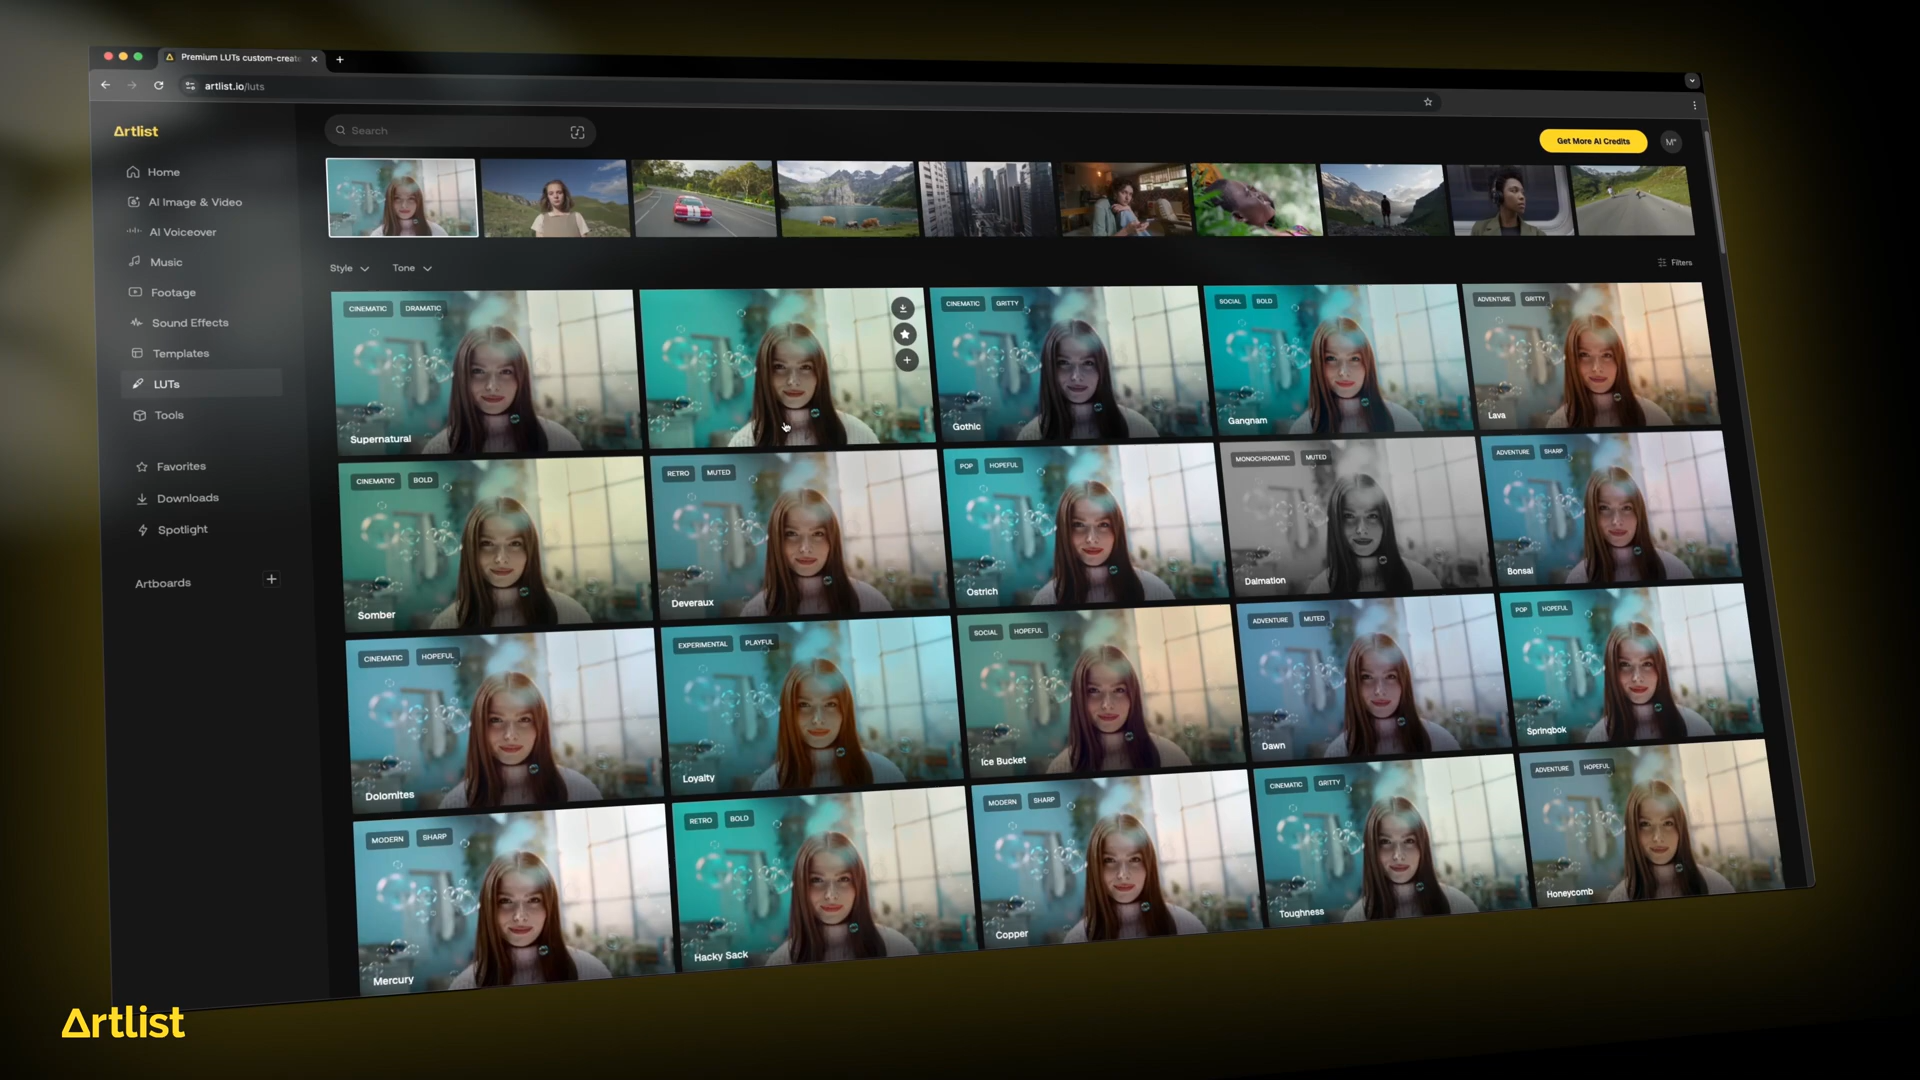 Premium LUTs custom-create
artlist.io/luts
Artlist
Search
Get More AI Credits
M
Home
AI Image & Video
AI Voiceover
Music
Footage
Sound Effects
Templates
LUTs
Tools
Favorites
Downloads
Spotlight
Artboards
Style
Tone
Filters
CINEMATIC DRAMATIC
Supernatural
CINEMATIC GRITTY
Gothic
SOCIAL BOLD
Gangnam
ADVENTURE GRITTY
Lava
CINEMATIC BOLD
Somber
RETRO MUTED
Deveraux
POP HOPEFUL
Ostrich
MONOCHROMATIC MUTED
Dalmation
ADVENTURE SHARP
Bonsai
CINEMATIC HOPEFUL
Dolomites
EXPERIMENTAL PLAYFUL
Loyalty
SOCIAL HOPEFUL
Ice Bucket
ADVENTURE MUTED
Dawn
POP HOPEFUL
Springbok
MODERN SHARP
Mercury
RETRO BOLD
Hacky Sack
MODERN SHARP
Copper
CINEMATIC GRITTY
Toughness
ADVENTURE HOPEFUL
Honeycomb
Artlist